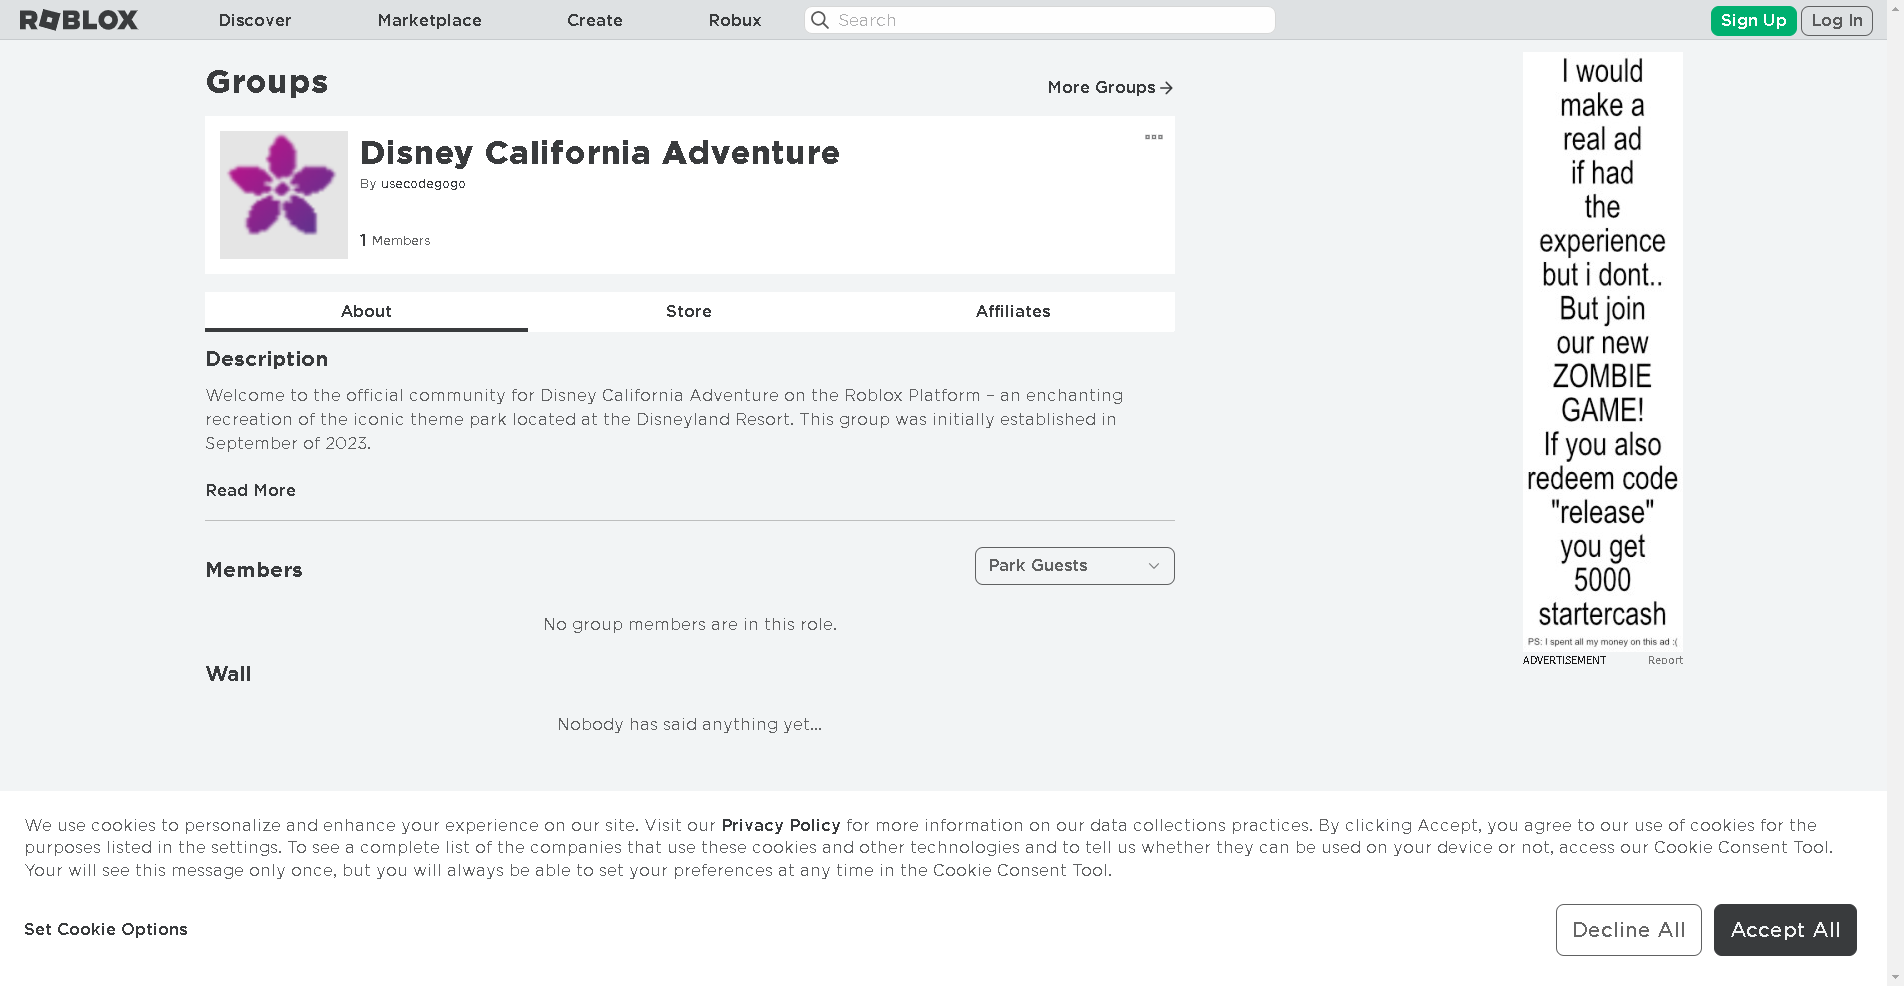 ROBLOX
Discover
Marketplace
Create
Robux
Search
Sign Up
Log In
Groups
More Groups
Disney California Adventure
By usecodegogo
1 Members
About
Store
Affiliates
Description
Welcome to the official community for Disney California Adventure on the Roblox Platform – an enchanting
recreation of the iconic theme park located at the Disneyland Resort. This group was initially established in
September of 2023.
Read More
Members
Park Guests
No group members are in this role.
Wall
Nobody has said anything yet...
I would
make a
real ad
if had
the
experience
but i dont..
But join
our new
ZOMBIE
GAME!
If you also
redeem code
"release"
you get
5000
startercash
PS: I spent all my money on this ad :(
ADVERTISEMENT
Report
We use cookies to personalize and enhance your experience on our site. Visit our Privacy Policy for more information on our data collections practices. By clicking Accept, you agree to our use of cookies for the
purposes listed in the settings. To see a complete list of the companies that use these cookies and other technologies and to tell us whether they can be used on your device or not, access our Cookie Consent Tool.
Your will see this message only once, but you will always be able to set your preferences at any time in the Cookie Consent Tool.
Set Cookie Options
Decline All
Accept All